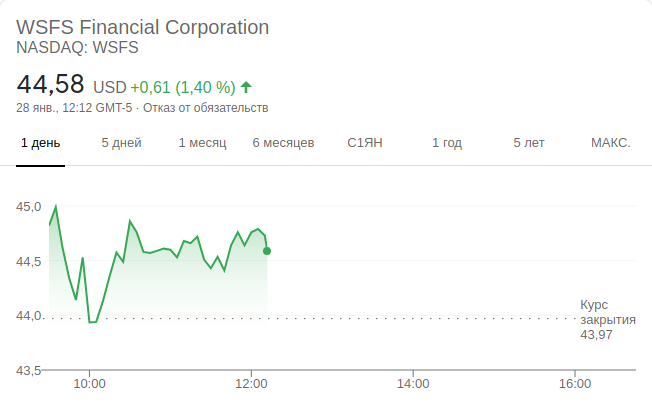 WSFS Financial Corporation
NASDAQ: WSFS
44,58 USD +0,61 (1,40 %)
28 янв., 12:12 GMT-5 · Отказ от обязательств
1 день 5 дней 1 месяц 6 месяцев С1ЯН 1 год 5 лет МАКС.
45,0
44,5
44,0
Курс
закрытия
43,97
43,5
10:00 12:00 14:00 16:00